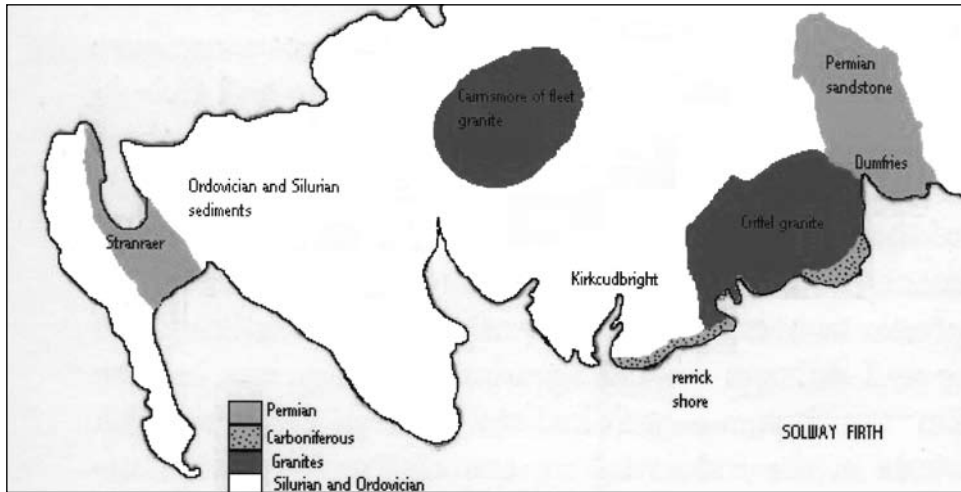 Permian
sandstone
Cairnsmore of fleet
granite
Dumfries
Ordovician and Silurian
sediments
Criffel granite
Stranraer
Kirkcudbright
rerrick
shore
SOLWAY FIRTH
Permian
Carboniferous
Granites
Silurian and Ordovician